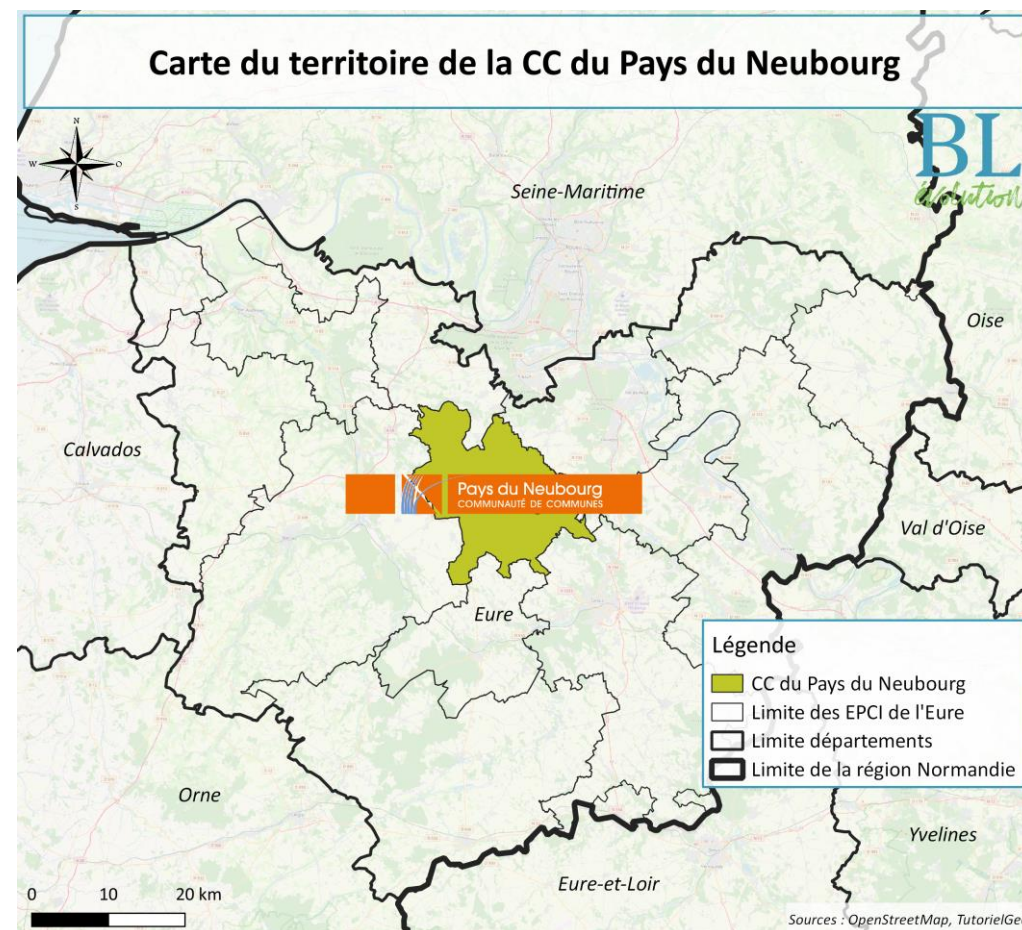 Carte du territoire de la CC du Pays du Neubourg
BL
évolution
N
W
O
S
Seine-Maritime
Oise
Calvados
Pays du Neubourg
COMMUNAUTÉ DE COMMUNES
Val d'Oise
Eure
Légende
CC du Pays du Neubourg
Limite des EPCI de l'Eure
Limite départements
Limite de la région Normandie
Orne
Yvelines
Eure-et-Loir
0 10 20 km
Sources : OpenStreetMap, TutorielGe